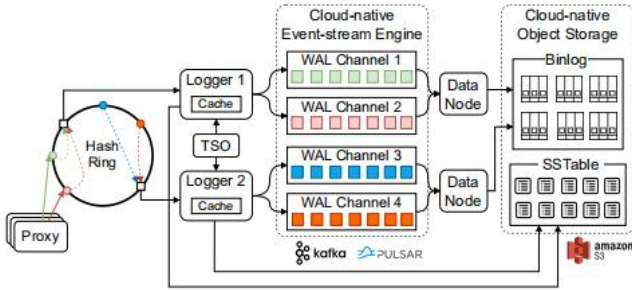 Cloud-native
Event-stream Engine
Cloud-native
Object Storage
Logger 1
Cache
WAL Channel 1
WAL Channel 2
Data
Node
Binlog
Hash
Ring
TSO
Logger 2
Cache
WAL Channel 3
WAL Channel 4
Data
Node
SSTable
Proxy
kafka
PULSAR
amazon
S3